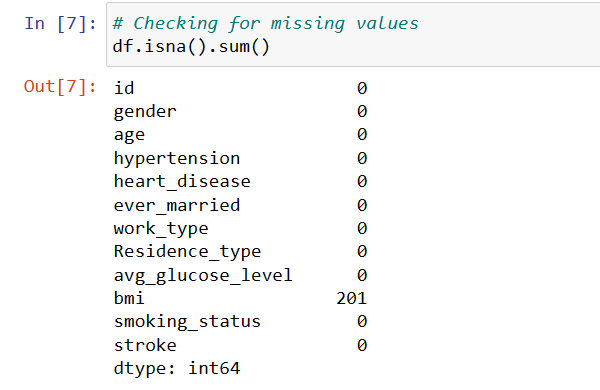 In [7]: # Checking for missing values
df.isna().sum()
Out[7]: id 0
gender 0
age 0
hypertension 0
heart_disease 0
ever_married 0
work_type 0
Residence_type 0
avg_glucose_level 0
bmi 201
smoking_status 0
stroke 0
dtype: int64